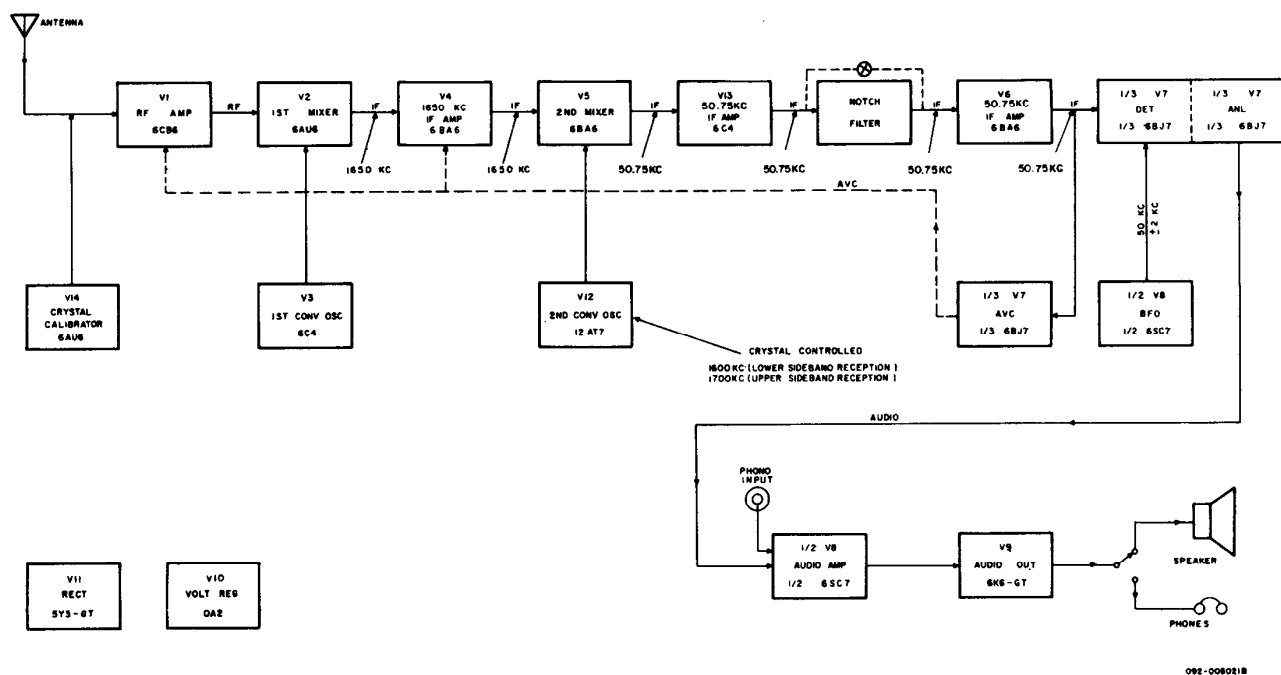 ANTENNA
V1
RF AMP
6CB6
RF
V2
1ST MIXER
6AU6
IF
1650 KC
V4
1650 KC
IF AMP
6BA6
IF
1650 KC
V5
2ND MIXER
6BA6
IF
50.75KC
V13
50.75KC
IF AMP
6C4
IF
50.75KC
NOTCH
FILTER
IF
50.75KC
V6
50.75KC
IF AMP
6BA6
IF
50.75KC
1/3 V7
DET
1/3 6BJ7
1/3 V7
ANL
1/3 6BJ7
AVC
50 KC
±2 KC
V14
CRYSTAL
CALIBRATOR
6AU6
V3
1ST CONV OSC
6C4
V12
2ND CONV OSC
12AT7
1/3 V7
AVC
1/3 6BJ7
1/2 V8
BFO
1/2 6SC7
CRYSTAL CONTROLLED
1600KC (LOWER SIDEBAND RECEPTION)
1700KC (UPPER SIDEBAND RECEPTION)
AUDIO
PHONO
INPUT
1/2 V8
AUDIO AMP
1/2 6SC7
V9
AUDIO OUT
6K6-GT
SPEAKER
PHONES
V11
RECT
5Y3-GT
V10
VOLT REG
OA2
092-006021B